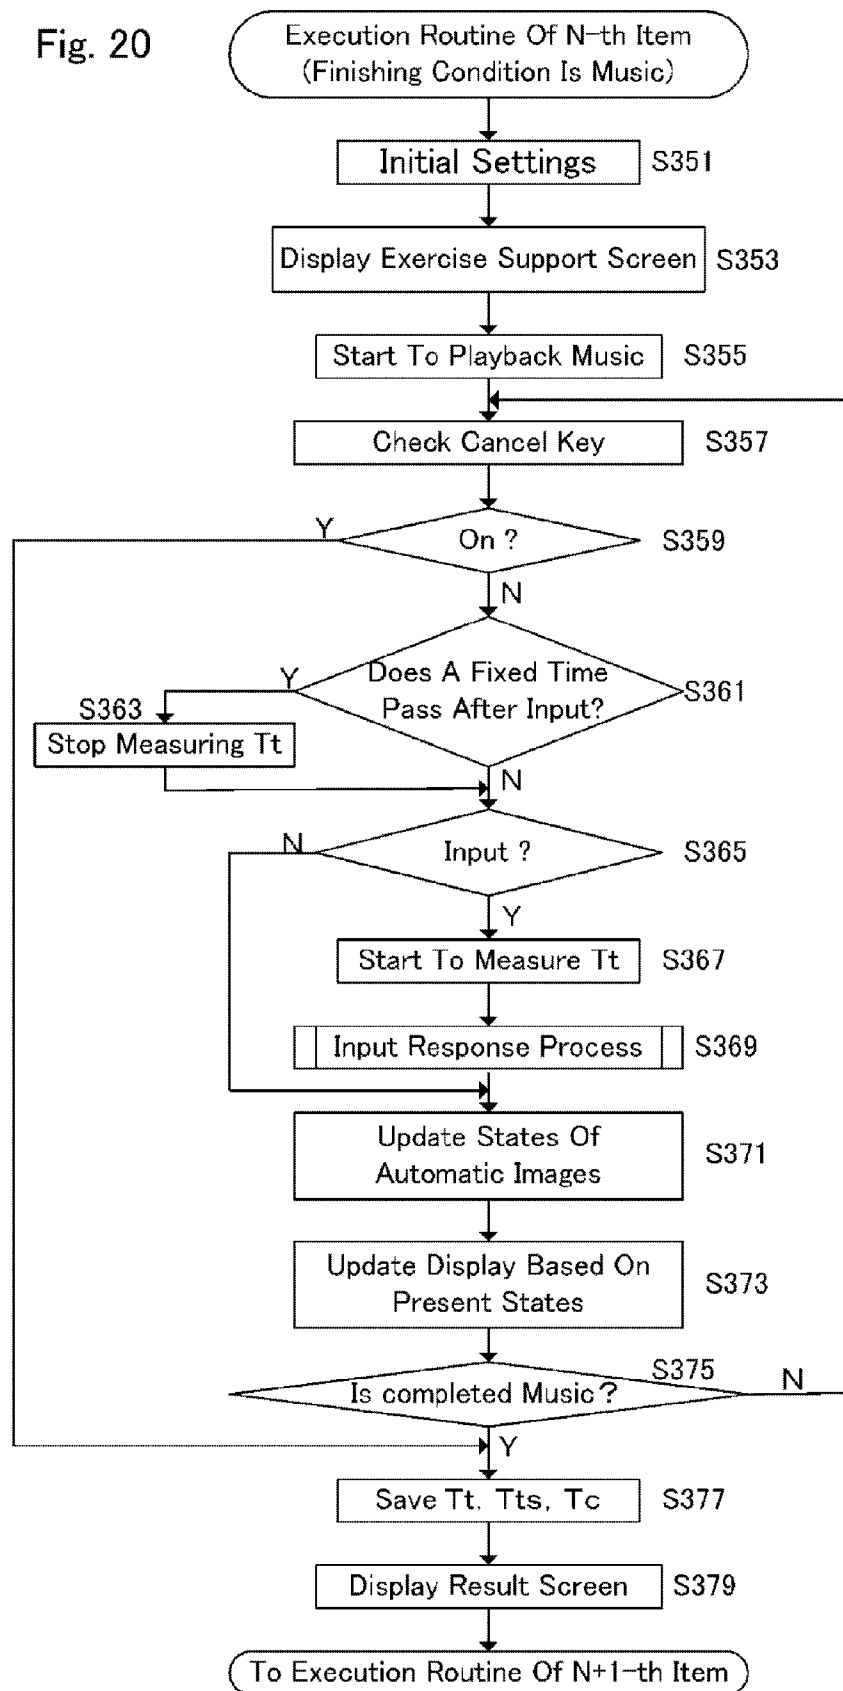 Fig. 20
Execution Routine Of N-th Item
(Finishing Condition Is Music)
Initial Settings
S351
Display Exercise Support Screen
S353
Start To Playback Music
S355
Check Cancel Key
S357
Y
On ?
S359
N
Does A Fixed Time
Pass After Input?
S361
Y
S363
Stop Measuring Tt
N
N
Input ?
S365
Y
Start To Measure Tt
S367
Input Response Process
S369
Update States Of
Automatic Images
S371
Update Display Based On
Present States
S373
S375
Is completed Music?
N
Y
Save Tt, Tts, Tc
S377
Display Result Screen
S379
To Execution Routine Of N+1-th Item